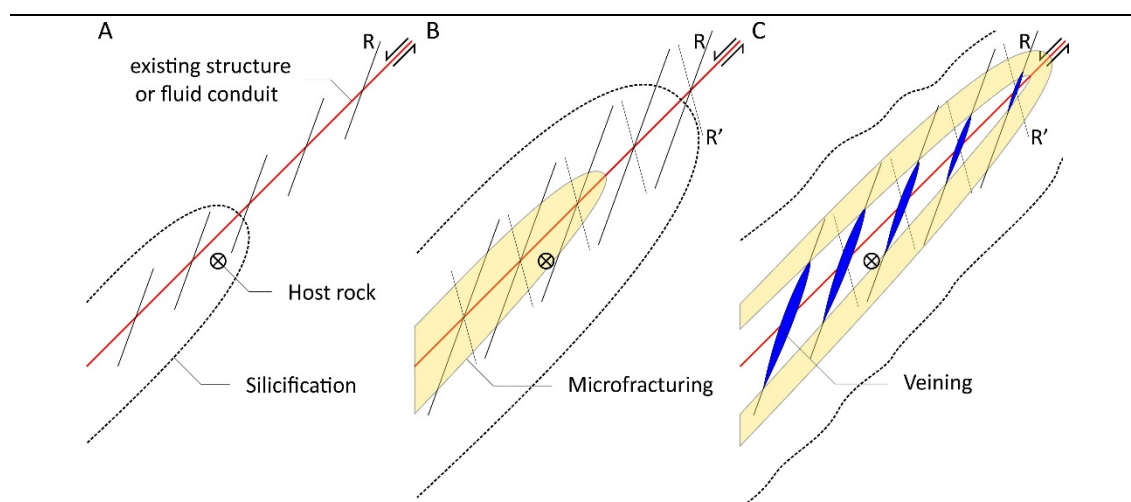 A
R
existing structure
or fluid conduit
Host rock
Silicification
B
R
R’
Microfracturing
C
R
R’
Veining